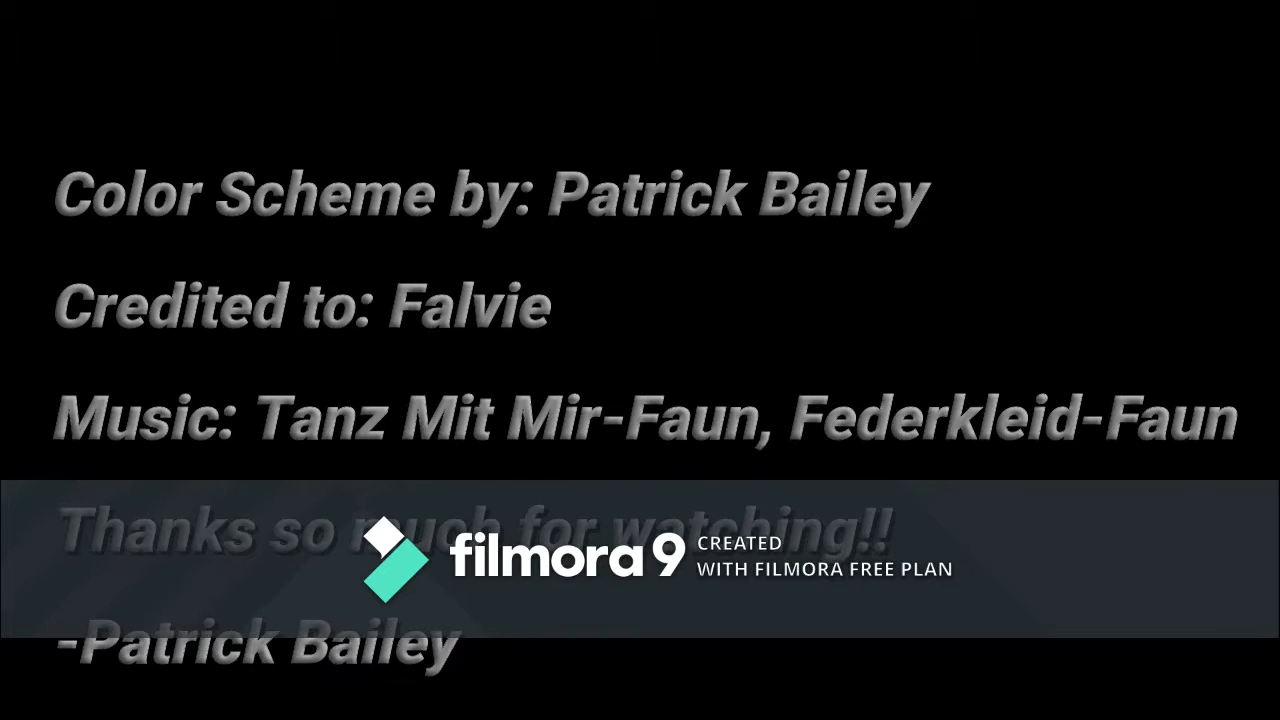 Color Scheme by: Patrick Bailey
Credited to: Falvie
Music: Tanz Mit Mir-Faun, Federkleid-Faun
Thanks so much for watching!!
filmora9 CREATED
WITH FILMORA FREE PLAN
-Patrick Bailey